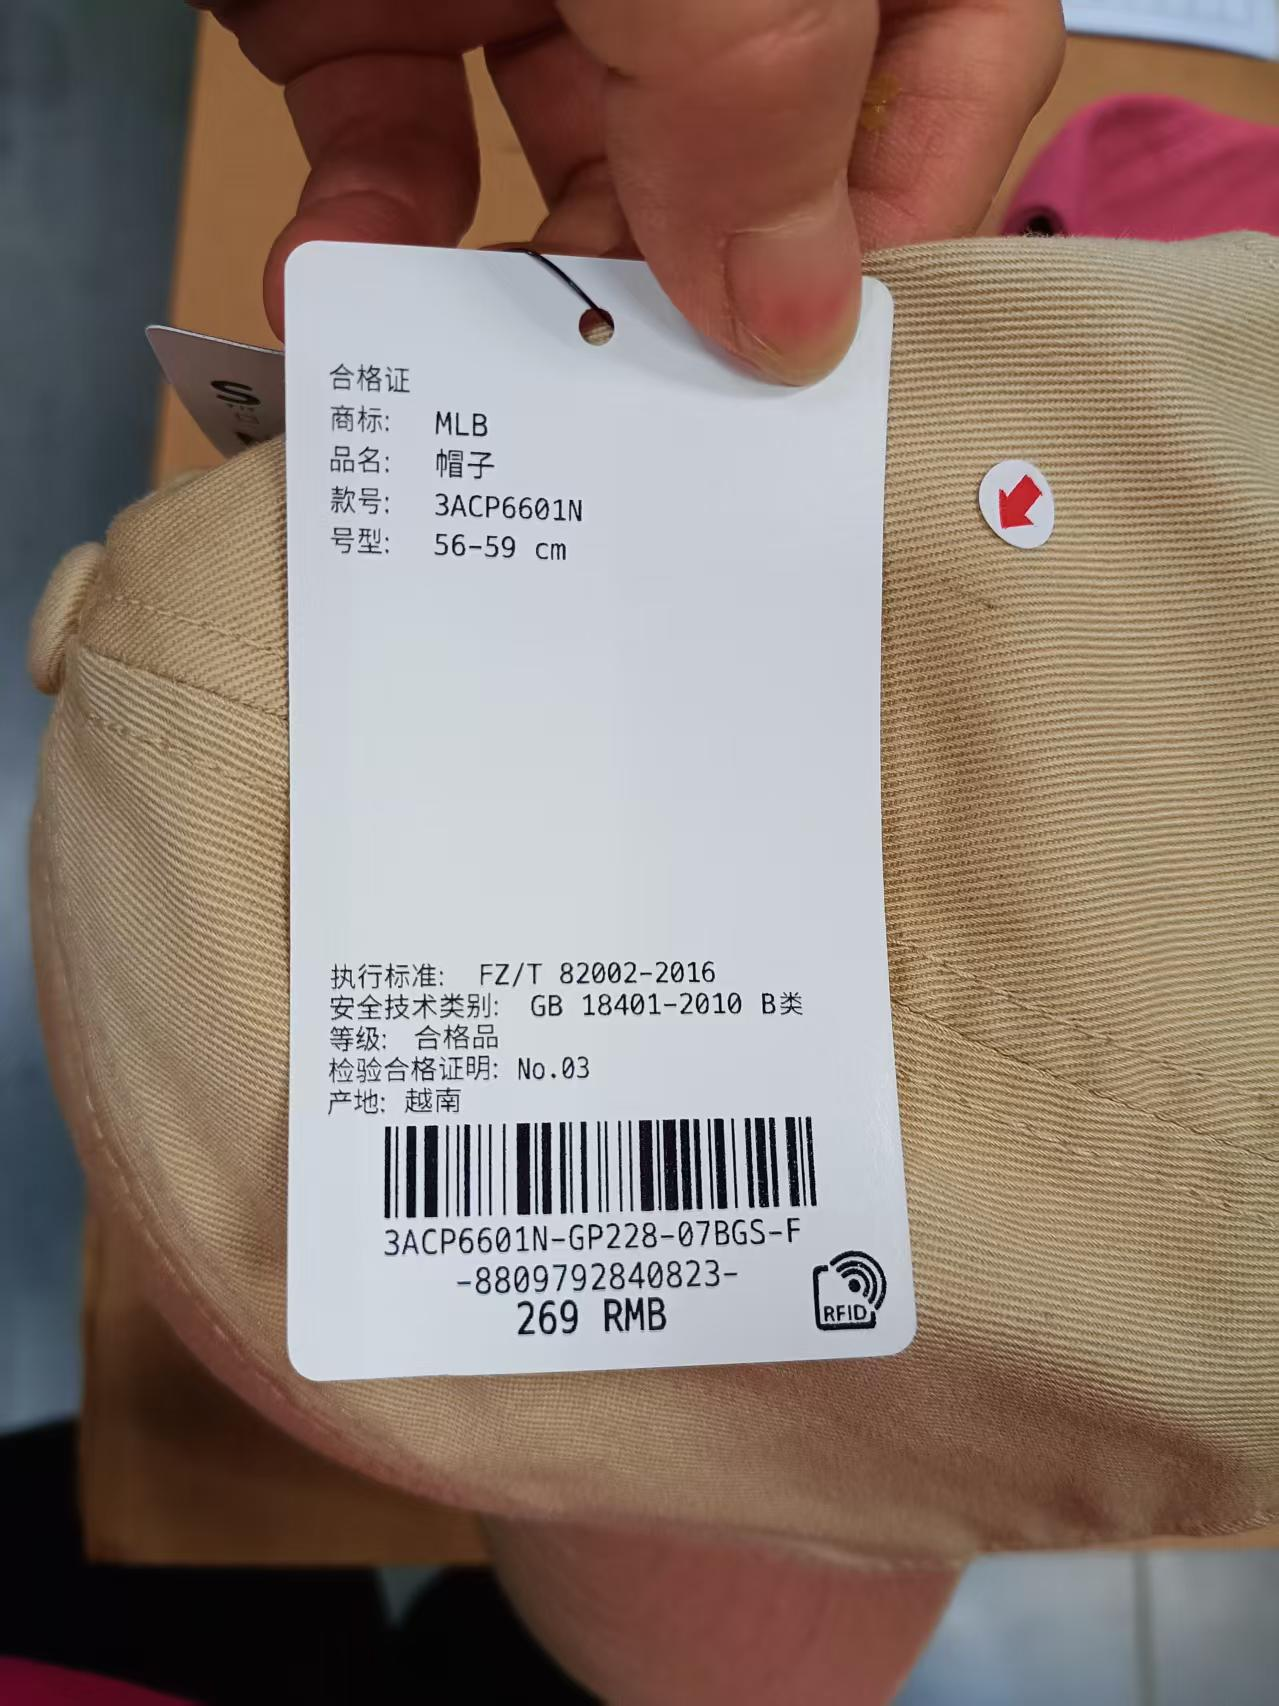 合格证
商标: MLB
品名: 帽子
款号: 3ACP6601N
号型: 56-59 cm
执行标准: FZ/T 82002-2016
安全技术类别: GB 18401-2010 B类
等级: 合格品
检验合格证明: No.03
产地: 越南
3ACP6601N-GP228-07BGS-F
-8809792840823-
269 RMB
RFID
S